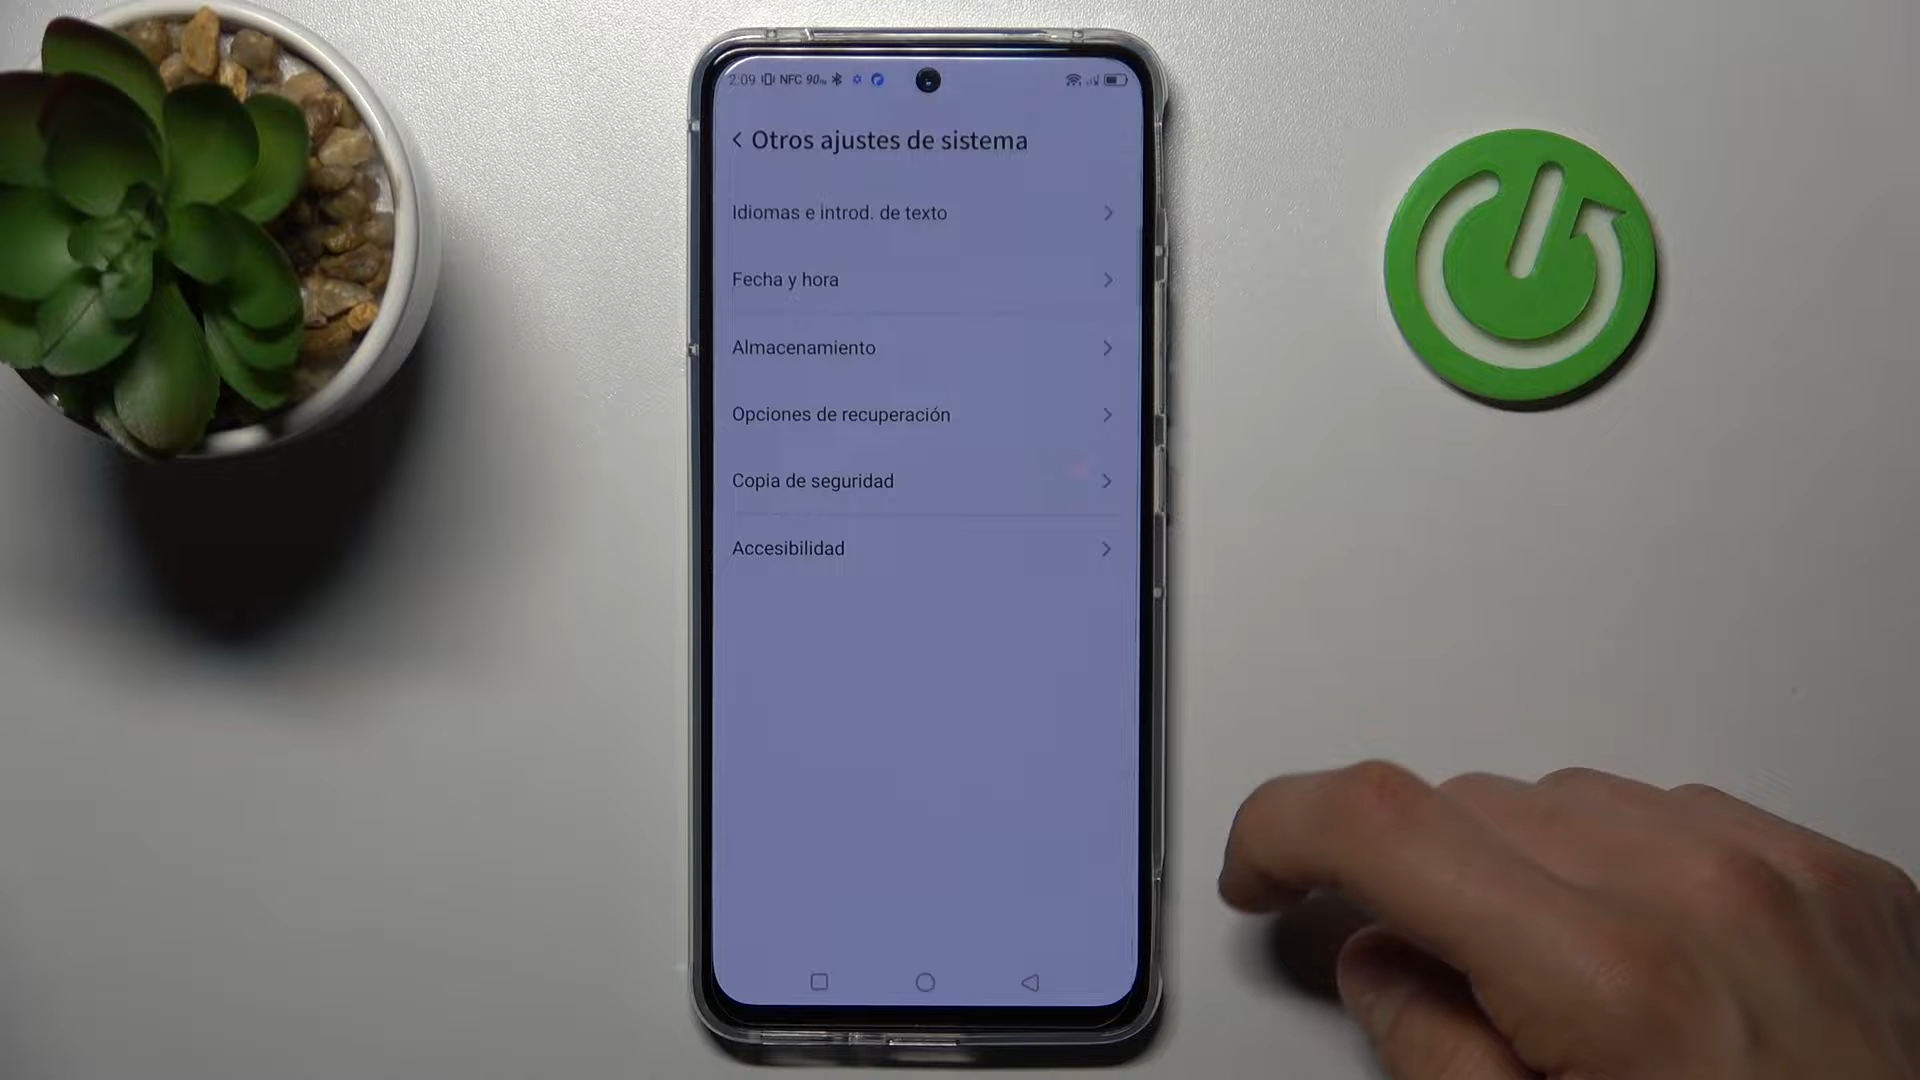 2:09 NFC 90
Otros ajustes de sistema
Idiomas e introd. de texto
Fecha y hora
Almacenamiento
Opciones de recuperación
Copia de seguridad
Accesibilidad